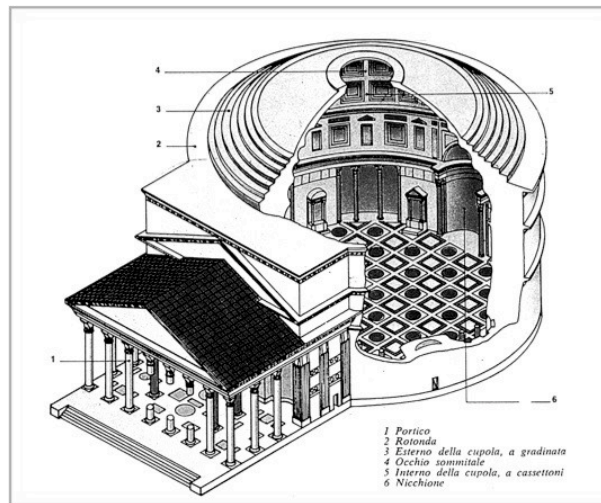 4
5
3
2
1
6
1 Portico
2 Rotonda
3 Esterno della cupola, a gradinata
4 Occhio sommitale
5 Interno della cupola, a cassettoni
6 Nicchione